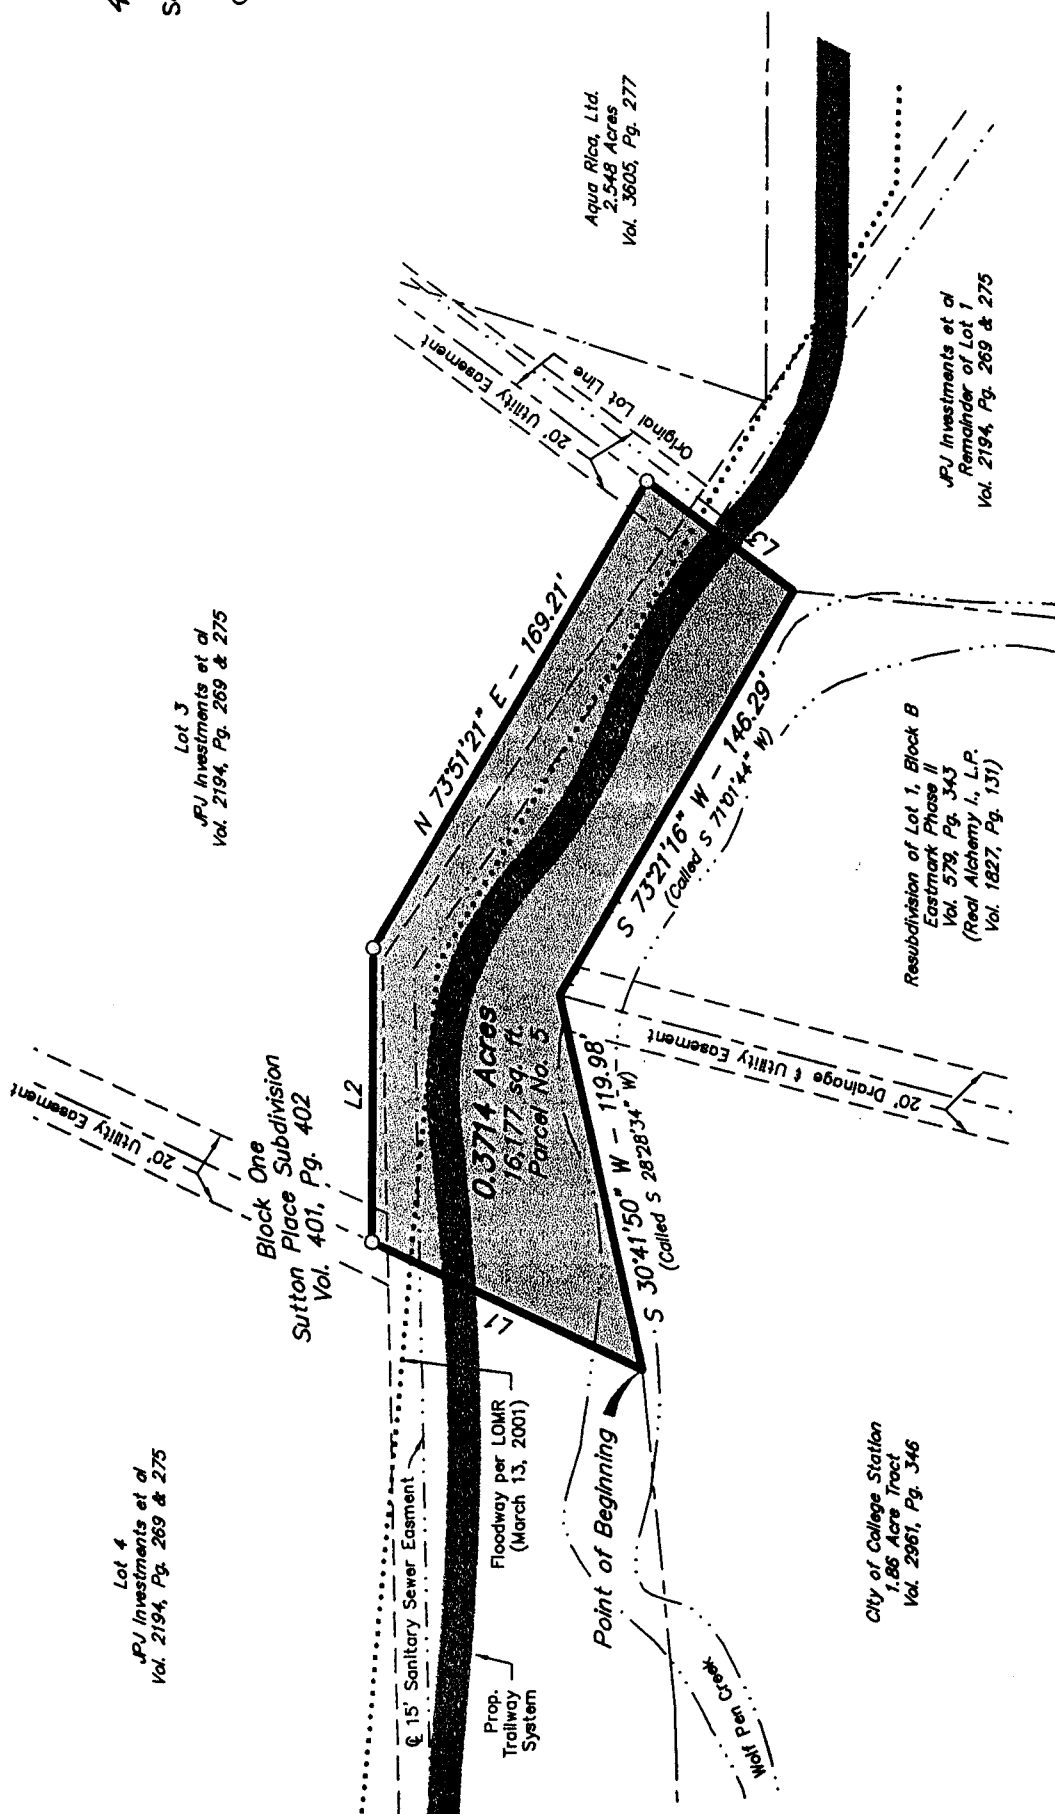 Lot 4
JPJ Investments et al
Vol. 2194, Pg. 269 & 275
Lot 3
JPJ Investments et al
Vol. 2194, Pg. 269 & 275
Aqua Rica, Ltd.
2.548 Acres
Vol. 3605, Pg. 277
20' Utility Easement
Block One
Sutton Place Subdivision
Vol. 401, Pg. 402
L2
N 73°51'21" E - 169.21'
20' Utility Easement
Original Lot Line
L1
L3
0.3714 Acres
16,177 sq. ft.
Parcel No. 5
S 30°41'50" W - 119.98'
(Called S 28°28'34" W)
S 73°21'16" W - 146.29'
(Called S 71°01'44" W)
℄ 15' Sanitary Sewer Easment
Floodway per LOMR
(March 13, 2001)
Prop.
Trailway
System
Point of Beginning
Wolf Pen Creek
20' Drainage & Utility Easement
City of College Station
1.86 Acre Tract
Vol. 2961, Pg. 346
Resubdivision of Lot 1, Block B
Eastmark Phase II
Vol. 579, Pg. 343
(Real Alchemy I., L.P.
Vol. 1827, Pg. 131)
JPJ Investments et al
Remainder of Lot 1
Vol. 2194, Pg. 269 & 275